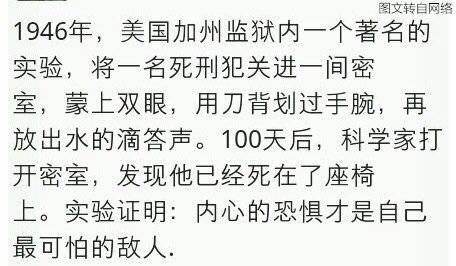 图文转自网络
1946年，美国加州监狱内一个著名的
实验，将一名死刑犯关进一间密
室，蒙上双眼，用刀背划过手腕，再
放出水的滴答声。100天后，科学家打
开密室，发现他已经死在了座椅
上。实验证明：内心的恐惧才是自己
最可怕的敌人.